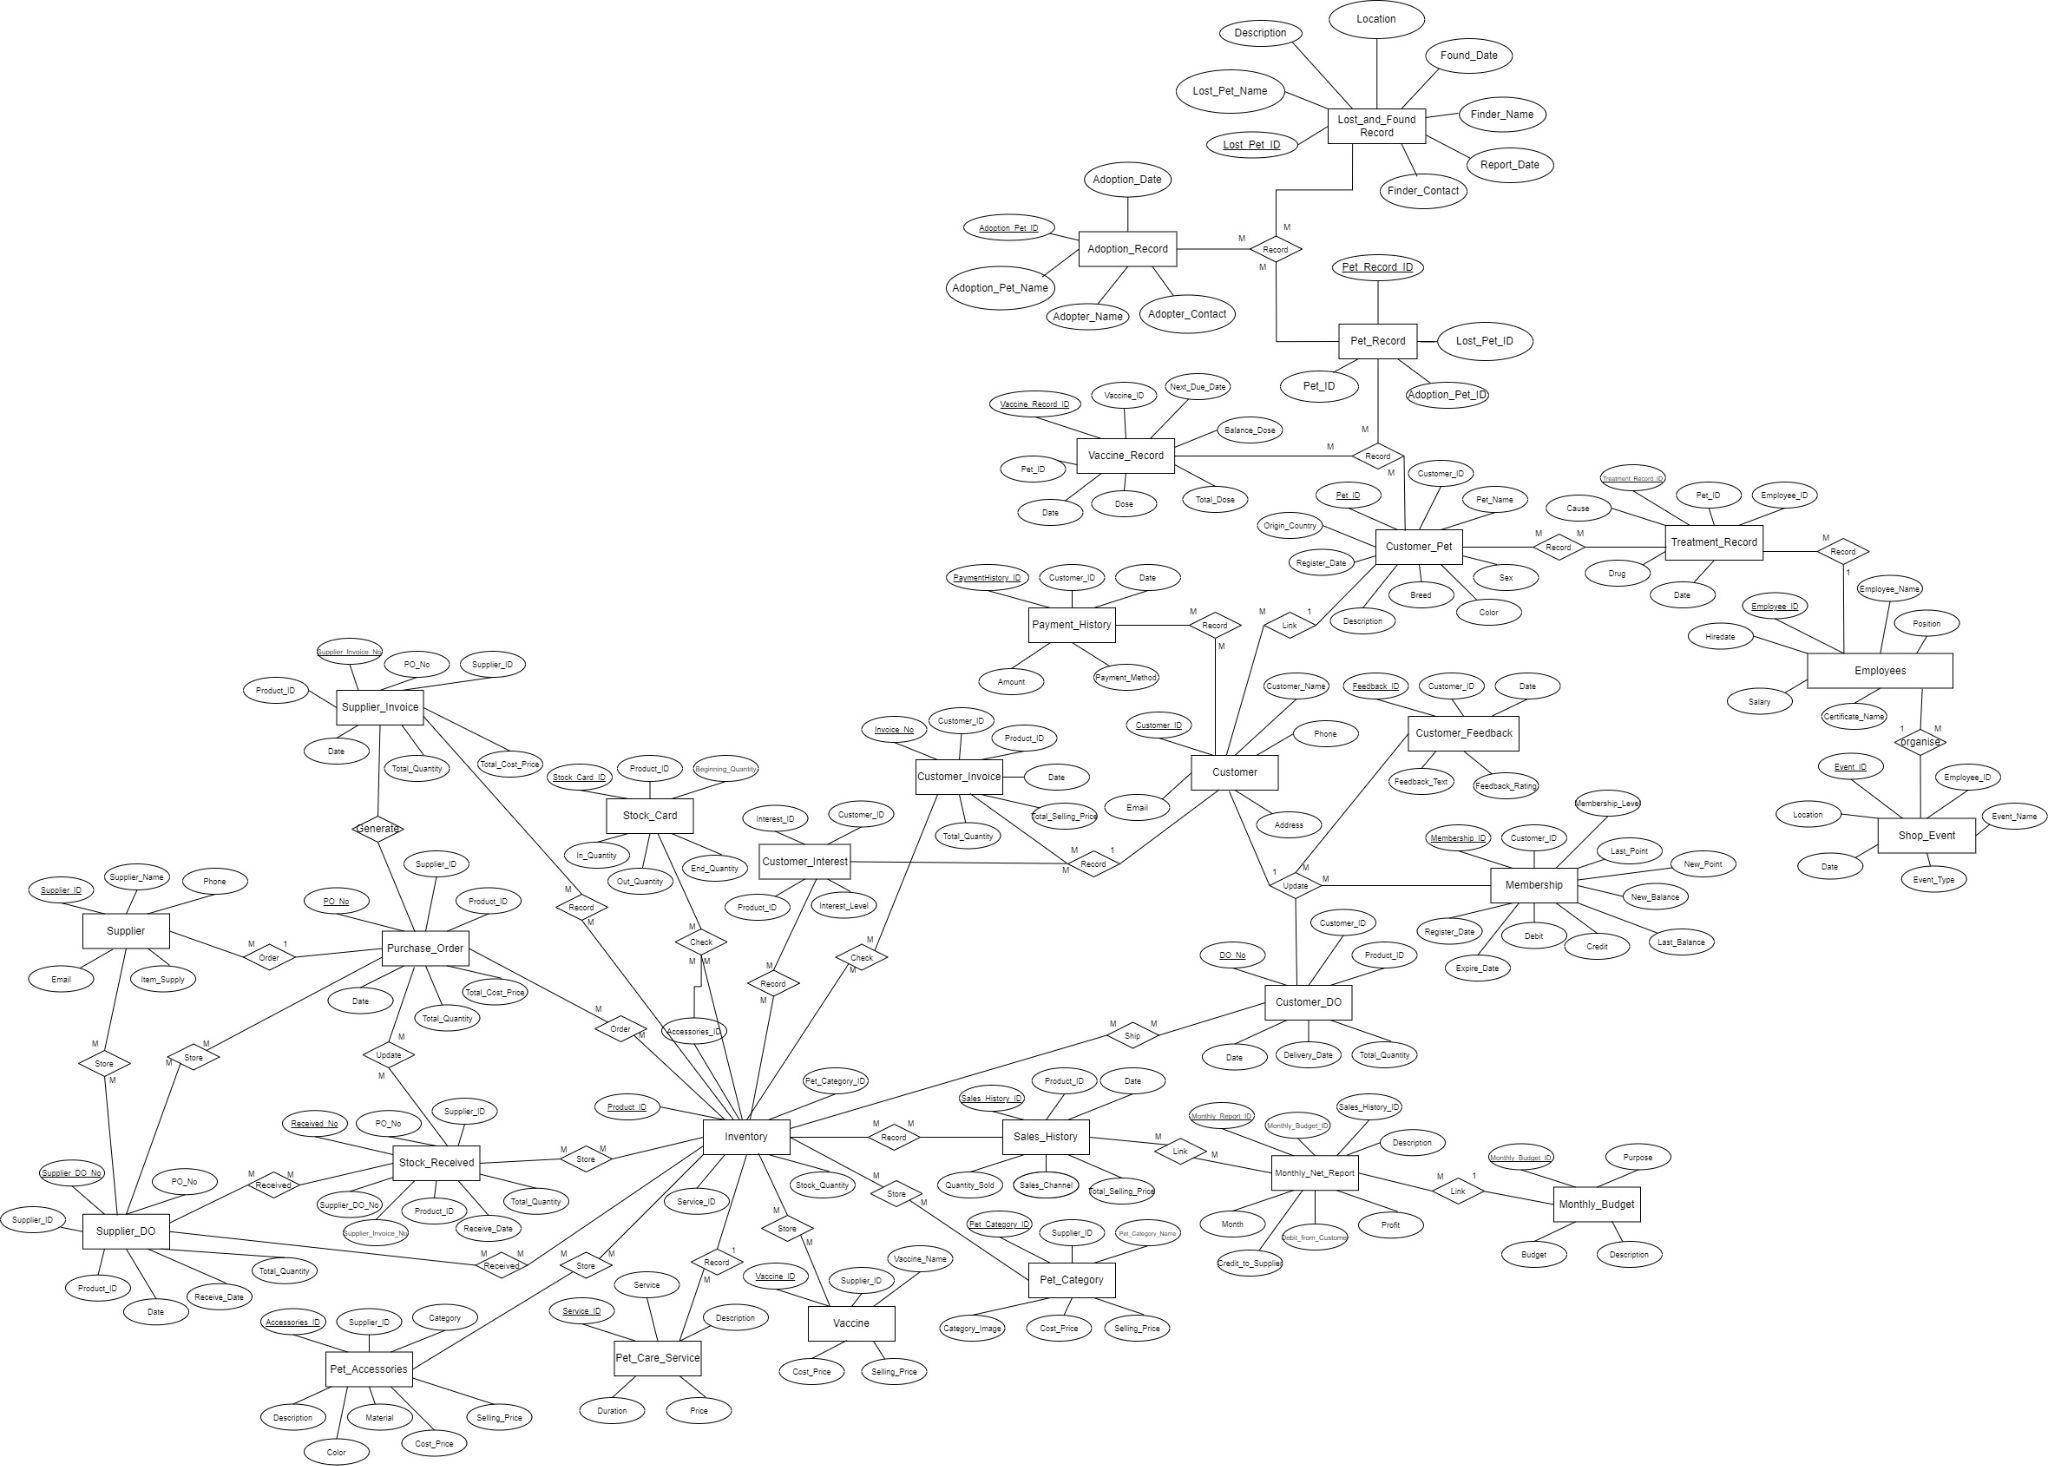 Location
Description
Found_Date
Lost_Pet_Name
Finder_Name
Lost_and_Found
Record
Lost_Pet_ID
Report_Date
Finder_Contact
Adoption_Date
Adoption_Pet_ID
M
Adoption_Record
M
Record
M
Pet_Record_ID
Adoption_Pet_Name
Adopter_Name
Adopter_Contact
Pet_Record
Lost_Pet_ID
Pet_ID
Adoption_Pet_ID
Next_Due_Date
Vaccine_ID
Vaccine_Record_ID
Balance_Dose
Vaccine_Record
M
M
Record
M
Pet_ID
Date
Dose
Total_Dose
Customer_ID
Pet_ID
Pet_Name
Origin_Country
Customer_Pet
Register_Date
Sex
Breed
Color
Description
M
Record
M
Treatment_Record_ID
Pet_ID
Employee_ID
Cause
Treatment_Record
Drug
Date
M
Record
1
Employee_Name
Employee_ID
Position
Hiredate
Employees
Salary
Certificate_Name
1
M
organise
Event_ID
Employee_ID
Location
Event_Name
Shop_Event
Date
Event_Type
PaymentHistory_ID
Customer_ID
Date
Payment_History
Amount
Payment_Method
M
Record
M
M
1
Link
Customer_Name
Customer_ID
Phone
Customer
Email
Address
Feedback_ID
Customer_ID
Date
Customer_Feedback
Feedback_Text
Feedback_Rating
Membership_Level
Membership_ID
Customer_ID
Last_Point
New_Point
Membership
New_Balance
Register_Date
Debit
Credit
Last_Balance
Expire_Date
1
M
Update
M
Supplier_Invoice_No
PO_No
Supplier_ID
Product_ID
Supplier_Invoice
Date
Total_Quantity
Total_Cost_Price
Generate
Stock_Card_ID
Product_ID
Beginning_Quantity
Stock_Card
In_Quantity
Out_Quantity
End_Quantity
Interest_ID
Customer_ID
Customer_Interest
Product_ID
Interest_Level
Invoice_No
Customer_ID
Product_ID
Customer_Invoice
Date
Total_Selling_Price
Total_Quantity
M
1
Record
M
Supplier_ID
Supplier_Name
Phone
Supplier
Email
Item_Supply
M
1
Order
PO_No
Supplier_ID
Product_ID
Purchase_Order
Date
Total_Quantity
Total_Cost_Price
M
Record
M
M
Check
M
M
M
Record
M
M
Check
M
M
Order
M
Accessories_ID
Customer_ID
DO_No
Product_ID
Customer_DO
Date
Delivery_Date
Total_Quantity
M
M
Ship
M
Store
M
M
Store
M
M
Update
M
Product_ID
Pet_Category_ID
Inventory
Service_ID
Stock_Quantity
Received_No
PO_No
Supplier_ID
Stock_Received
Supplier_DO_No
Product_ID
Total_Quantity
Supplier_Invoice_No
Receive_Date
M
M
Store
M
M
Received
Supplier_DO_No
PO_No
Supplier_ID
Supplier_DO
Product_ID
Date
Receive_Date
Total_Quantity
M
M
Received
M
M
Store
M
M
Record
Sales_History_ID
Product_ID
Date
Sales_History
Quantity_Sold
Sales_Channel
Total_Selling_Price
M
Link
M
Monthly_Report_ID
Monthly_Budget_ID
Sales_History_ID
Description
Monthly_Net_Report
Month
Debit_from_Customer
Profit
Credit_to_Supplier
M
1
Link
Monthly_Budget_ID
Purpose
Monthly_Budget
Budget
Description
M
Store
M
Pet_Category_ID
Supplier_ID
Pet_Category_Name
Pet_Category
Category_Image
Cost_Price
Selling_Price
M
Store
M
Vaccine_ID
Supplier_ID
Vaccine_Name
Vaccine
Cost_Price
Selling_Price
1
Record
M
Service_ID
Service
Description
Pet_Care_Service
Duration
Price
Accessories_ID
Supplier_ID
Category
Pet_Accessories
Description
Material
Selling_Price
Color
Cost_Price